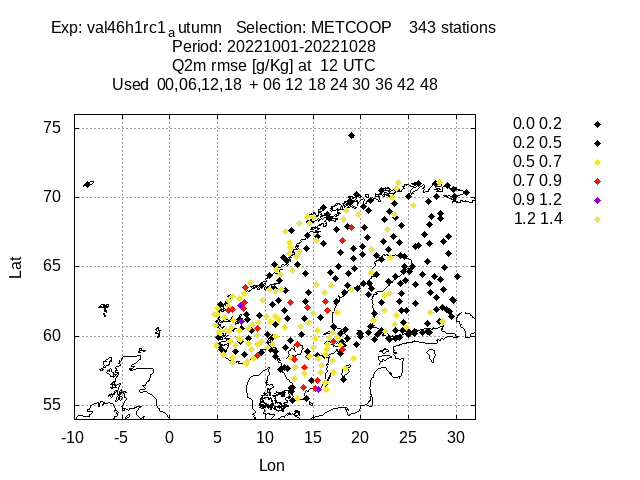 Exp: val46h1rc1autumn Selection: METCOOP 343 stations
Period: 20221001-20221028
Q2m rmse [g/Kg] at 12 UTC
Used 00,06,12,18 + 06 12 18 24 30 36 42 48
75
70
65
60
55
-10 -5 0 5 10 15 20 25 30
Lat
Lon
0.0 0.2
0.2 0.5
0.5 0.7
0.7 0.9
0.9 1.2
1.2 1.4